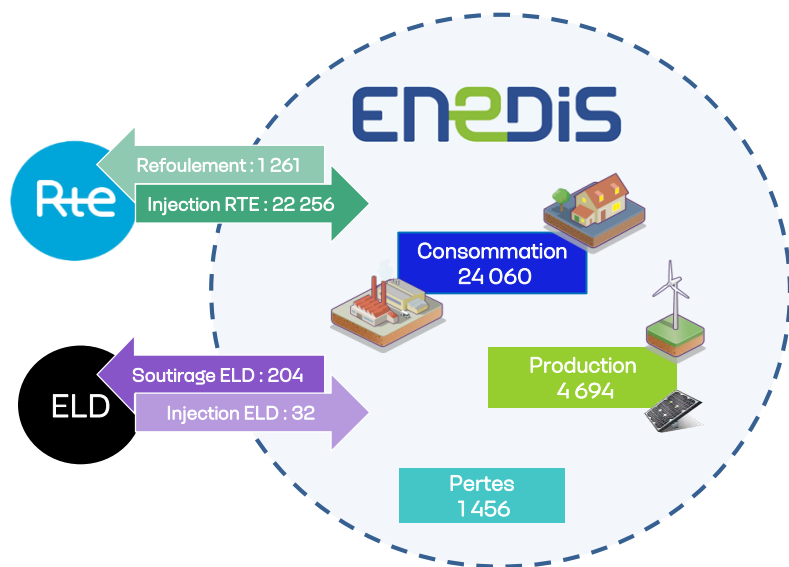 ENEDIS
Refoulement : 1 261
Rte
Injection RTE : 22 256
Consommation
24 060
Production
4 694
Soutirage ELD : 204
ELD
Injection ELD : 32
Pertes
1 456